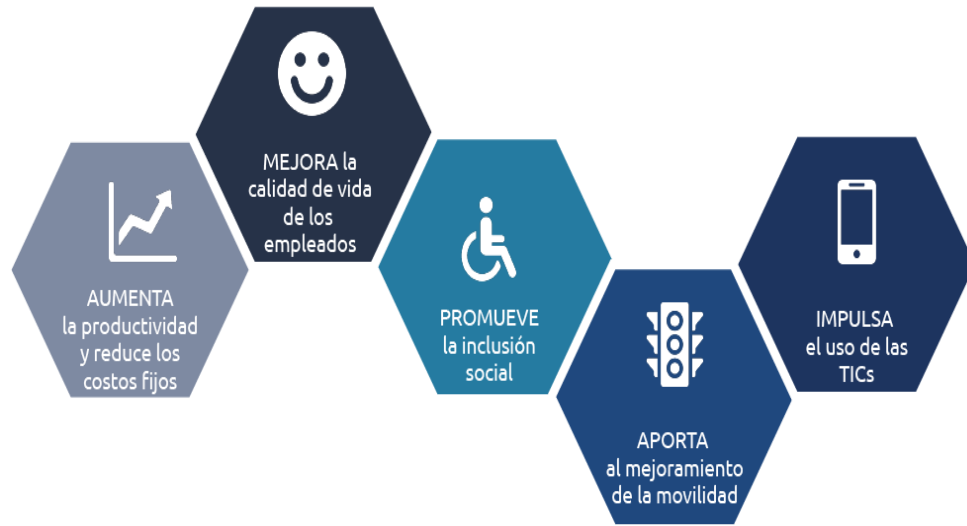 AUMENTA
la productividad
y reduce los
costos fijos
MEJORA la
calidad de vida
de los
empleados
PROMUEVE
la inclusión
social
APORTA
al mejoramiento
de la movilidad
IMPULSA
el uso de las
TICs